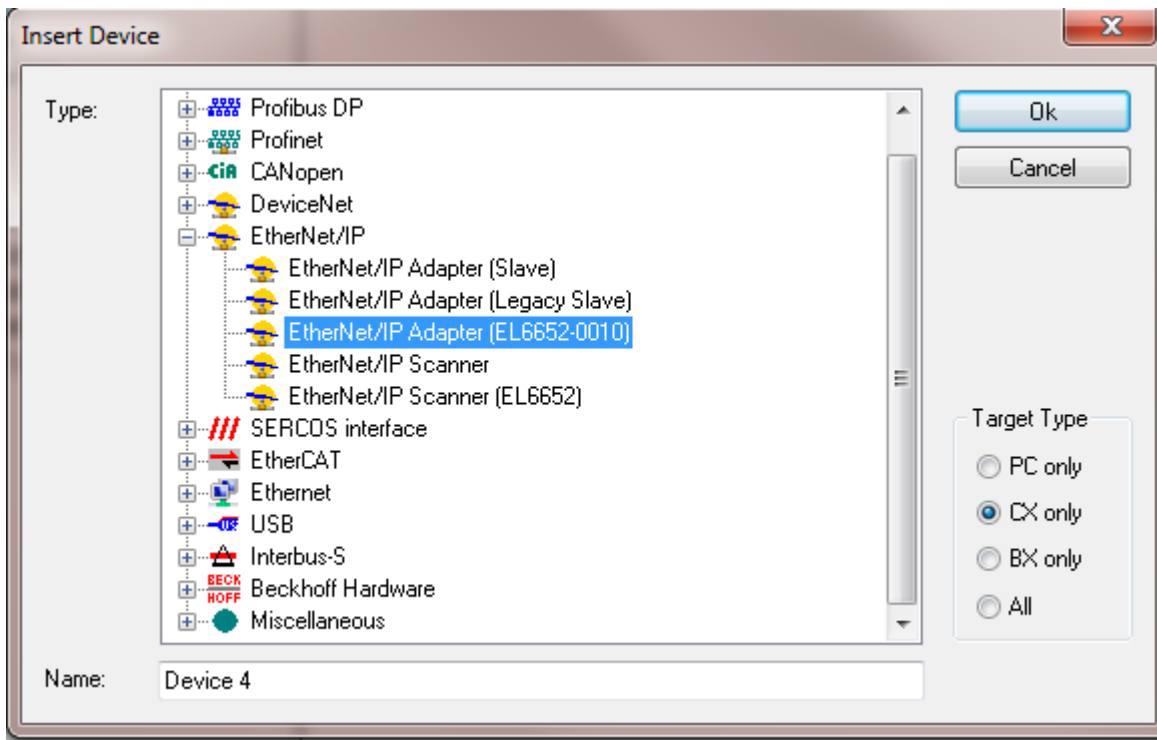 Insert Device
Type:
Profibus DP
Profinet
CiA CANopen
DeviceNet
EtherNet/IP
EtherNet/IP Adapter (Slave)
EtherNet/IP Adapter (Legacy Slave)
EtherNet/IP Adapter (EL6652-0010)
EtherNet/IP Scanner
EtherNet/IP Scanner (EL6652)
SERCOS interface
EtherCAT
Ethernet
USB
Interbus-S
BECK
HOFF
Beckhoff Hardware
Miscellaneous
Ok
Cancel
Target Type
PC only
CX only
BX only
All
Name:
Device 4